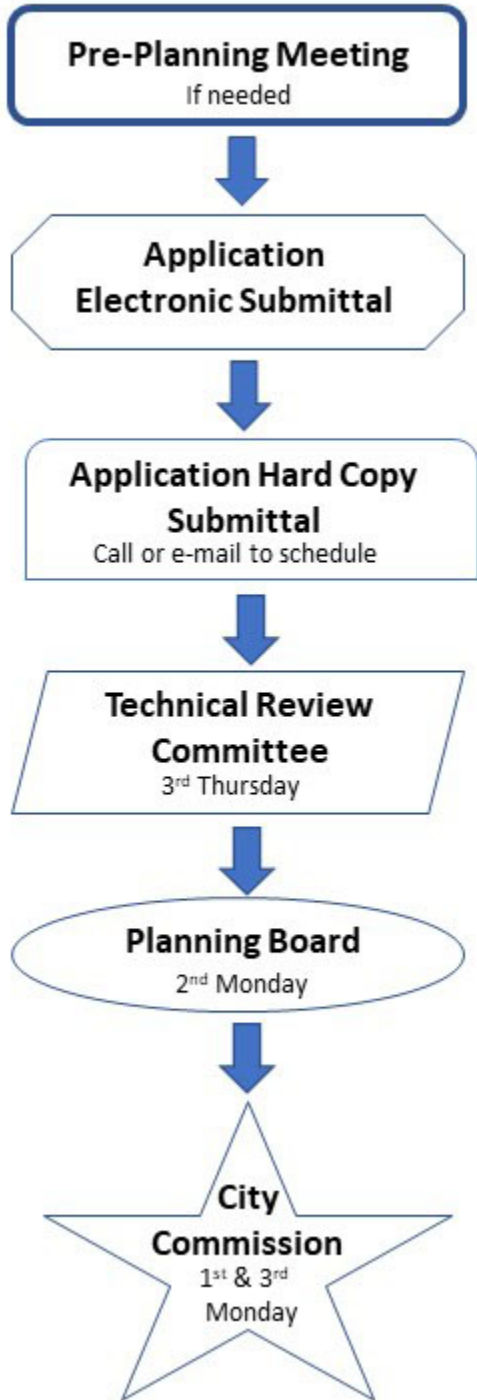 Pre-Planning Meeting
If needed
Application
Electronic Submittal
Application Hard Copy
Submittal
Call or e-mail to schedule
Technical Review
Committee
3rd Thursday
Planning Board
2nd Monday
City
Commission
1st & 3rd
Monday